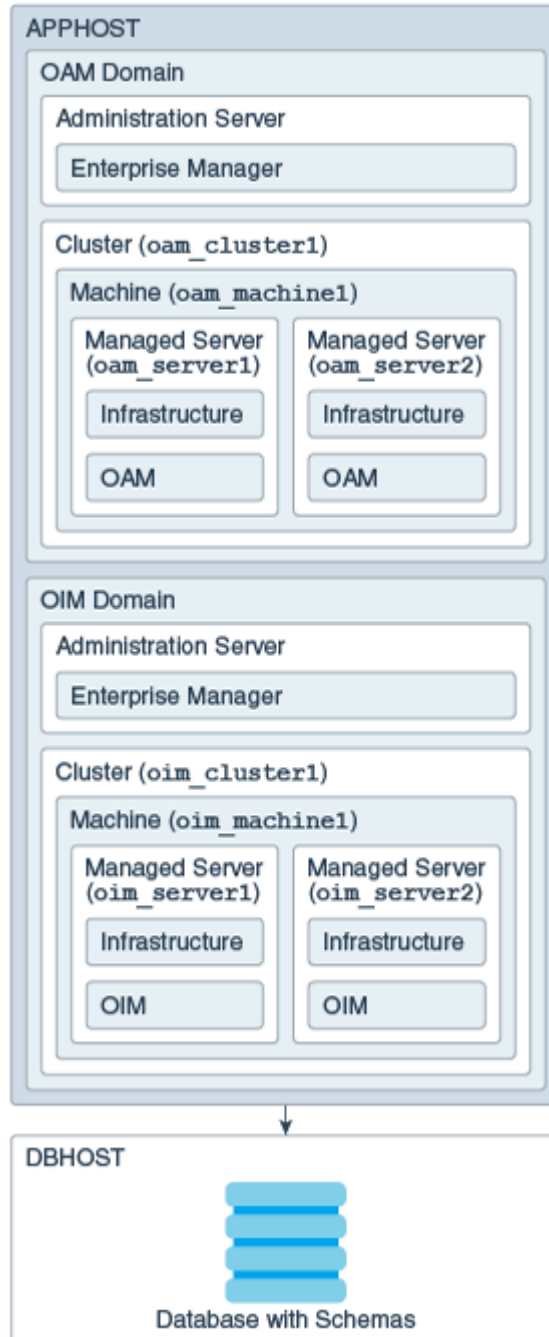 APPHOST
OAM Domain
Administration Server
Enterprise Manager
Cluster (oam_cluster1)
Machine (oam_machine1)
Managed Server
(oam_server1)
Infrastructure
OAM
Managed Server
(oam_server2)
Infrastructure
OAM
OIM Domain
Administration Server
Enterprise Manager
Cluster (oim_cluster1)
Machine (oim_machine1)
Managed Server
(oim_server1)
Infrastructure
OIM
Managed Server
(oim_server2)
Infrastructure
OIM
DBHOST
Database with Schemas